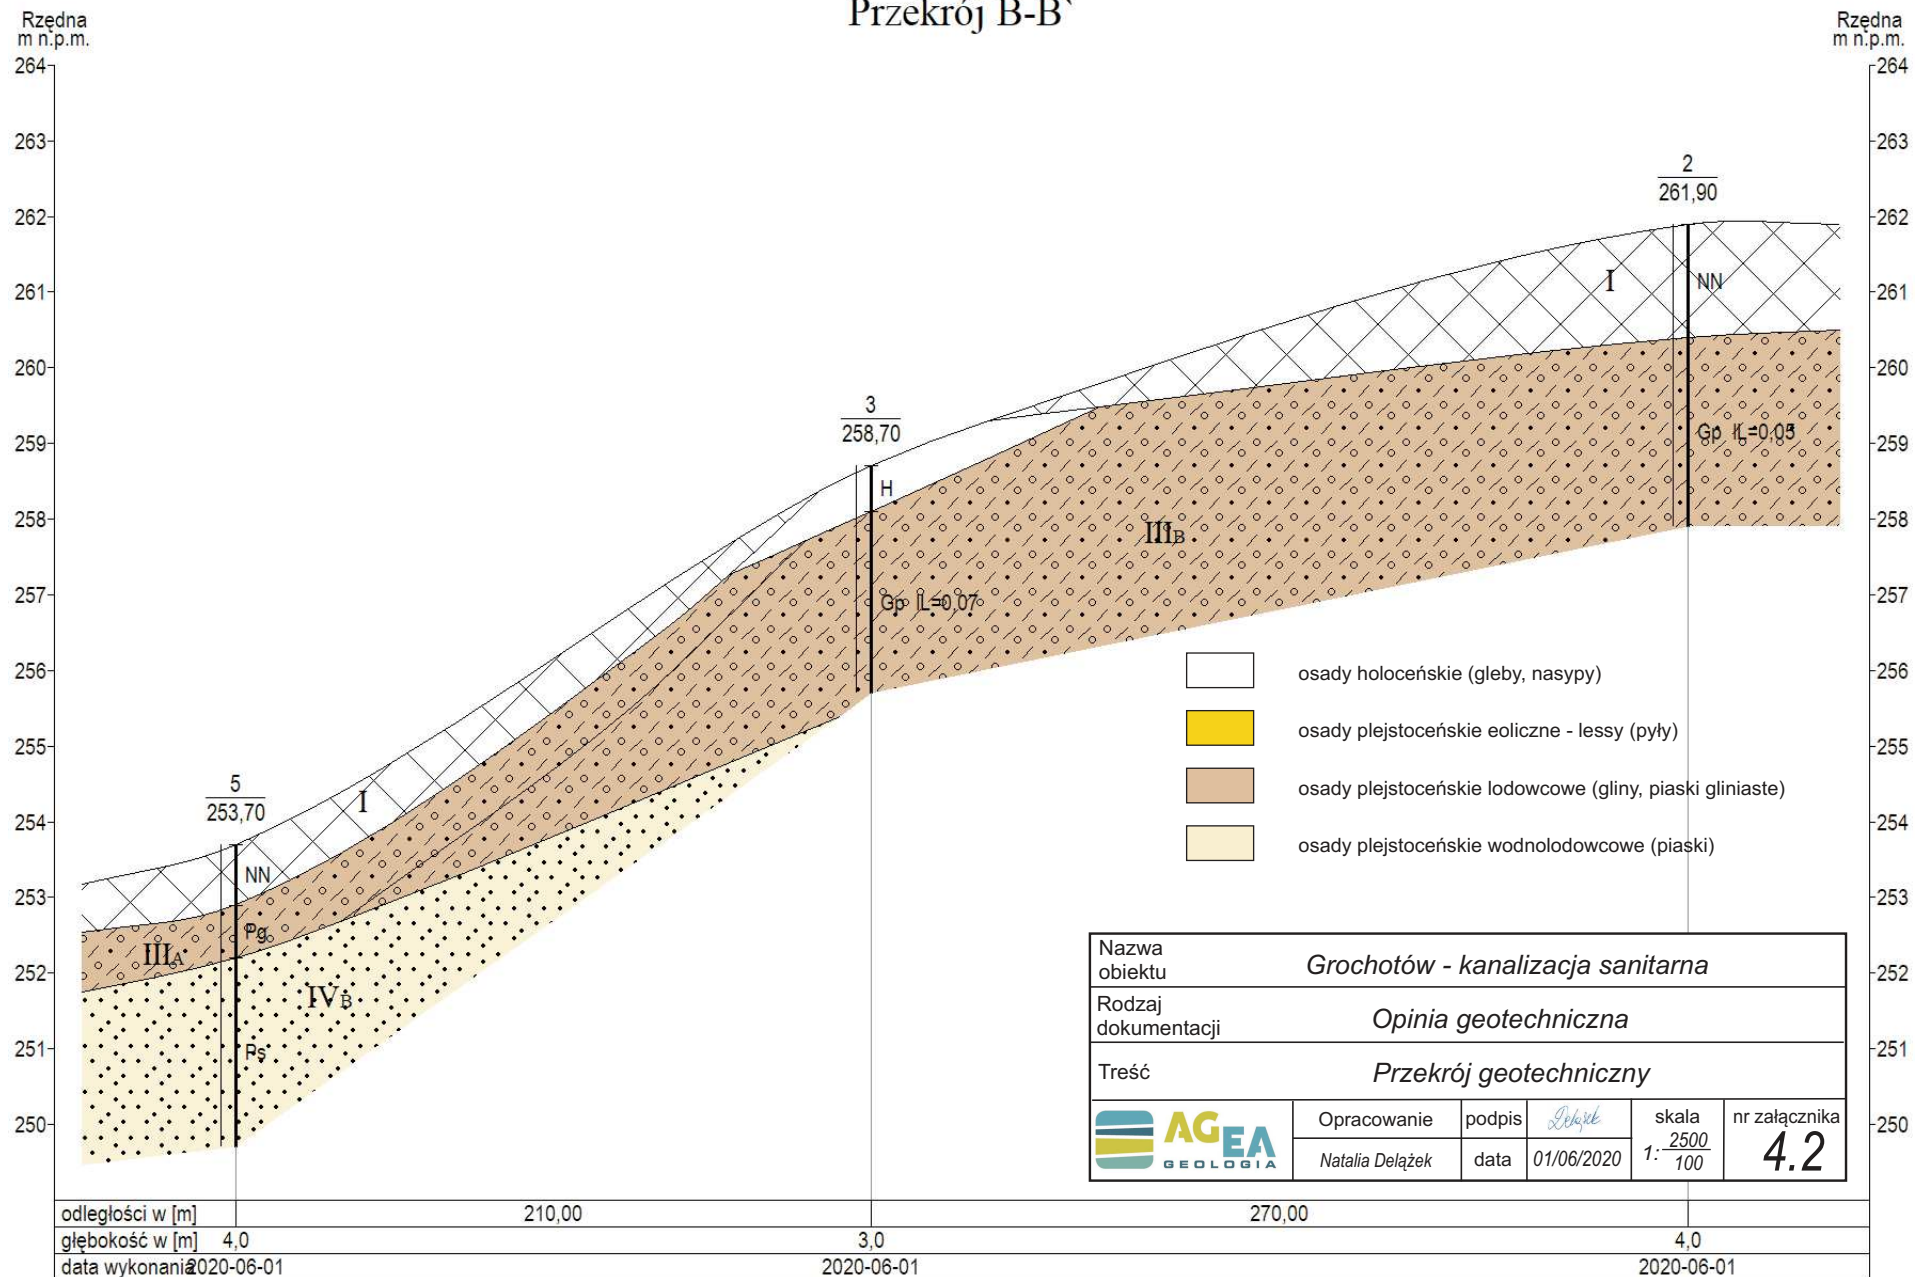 Przekrój B-B`
Rzędna
m n.p.m.
Rzędna
m n.p.m.
264
263
262
261
260
259
258
257
256
255
254
253
252
251
250
264
263
262
261
260
259
258
257
256
255
254
253
252
251
250
2
261,90
I
NN
Gp IL=0,05
3
258,70
H
Gp IL=0,07
IIIB
5
253,70
I
NN
Pg
IIIA
IVB
Ps
osady holoceńskie (gleby, nasypy)
osady plejstoceńskie eoliczne - lessy (pyły)
osady plejstoceńskie lodowcowe (gliny, piaski gliniaste)
osady plejstoceńskie wodnolodowcowe (piaski)
Nazwa
obiektu
Grochotów - kanalizacja sanitarna
Rodzaj
dokumentacji
Opinia geotechniczna
Treść
Przekrój geotechniczny
AGEA
GEOLOGIA
Opracowanie
Natalia Delążek
podpis
Delążek
data
01/06/2020
skala
1: 2500
100
nr załącznika
4.2
odległości w [m] 210,00 270,00
głębokość w [m] 4,0 3,0 4,0
data wykonania 2020-06-01 2020-06-01 2020-06-01